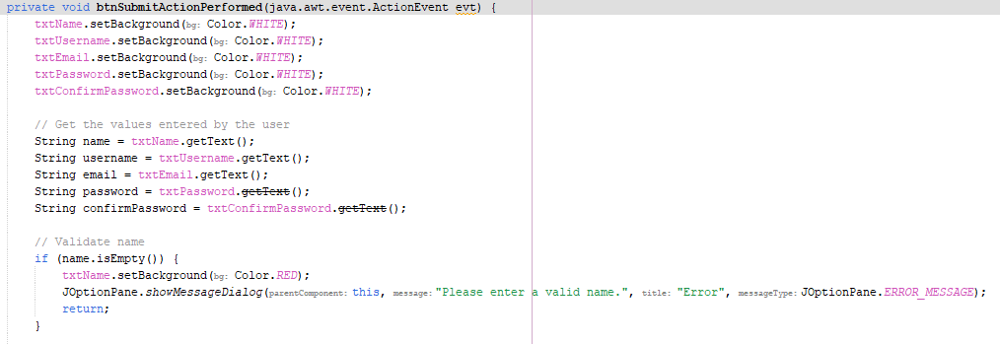 private void btnSubmitActionPerformed(java.awt.event.ActionEvent evt) {
txtName.setBackground(bg: Color.WHITE);
txtUsername.setBackground(bg: Color.WHITE);
txtEmail.setBackground(bg: Color.WHITE);
txtPassword.setBackground(bg: Color.WHITE);
txtConfirmPassword.setBackground(bg: Color.WHITE);
// Get the values entered by the user
String name = txtName.getText();
String username = txtUsername.getText();
String email = txtEmail.getText();
String password = txtPassword.getText();
String confirmPassword = txtConfirmPassword.getText();
// Validate name
if (name.isEmpty()) {
txtName.setBackground(bg: Color.RED);
JOptionPane.showMessageDialog(parentComponent: this, message: "Please enter a valid name.", title: "Error", messageType: JOptionPane.ERROR_MESSAGE);
return;
}